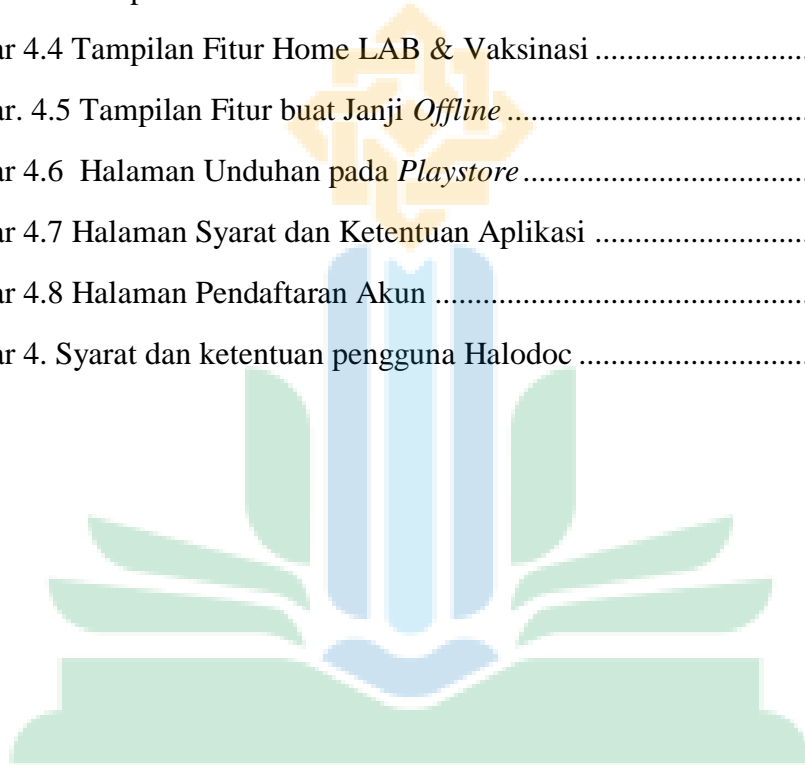 ar 4.4 Tampilan Fitur Home LAB & Vaksinasi ............................
ar. 4.5 Tampilan Fitur buat Janji Offline .......................................
ar 4.6  Halaman Unduhan pada Playstore .....................................
ar 4.7 Halaman Syarat dan Ketentuan Aplikasi ............................
ar 4.8 Halaman Pendaftaran Akun ................................................
ar 4. Syarat dan ketentuan pengguna Halodoc ..............................